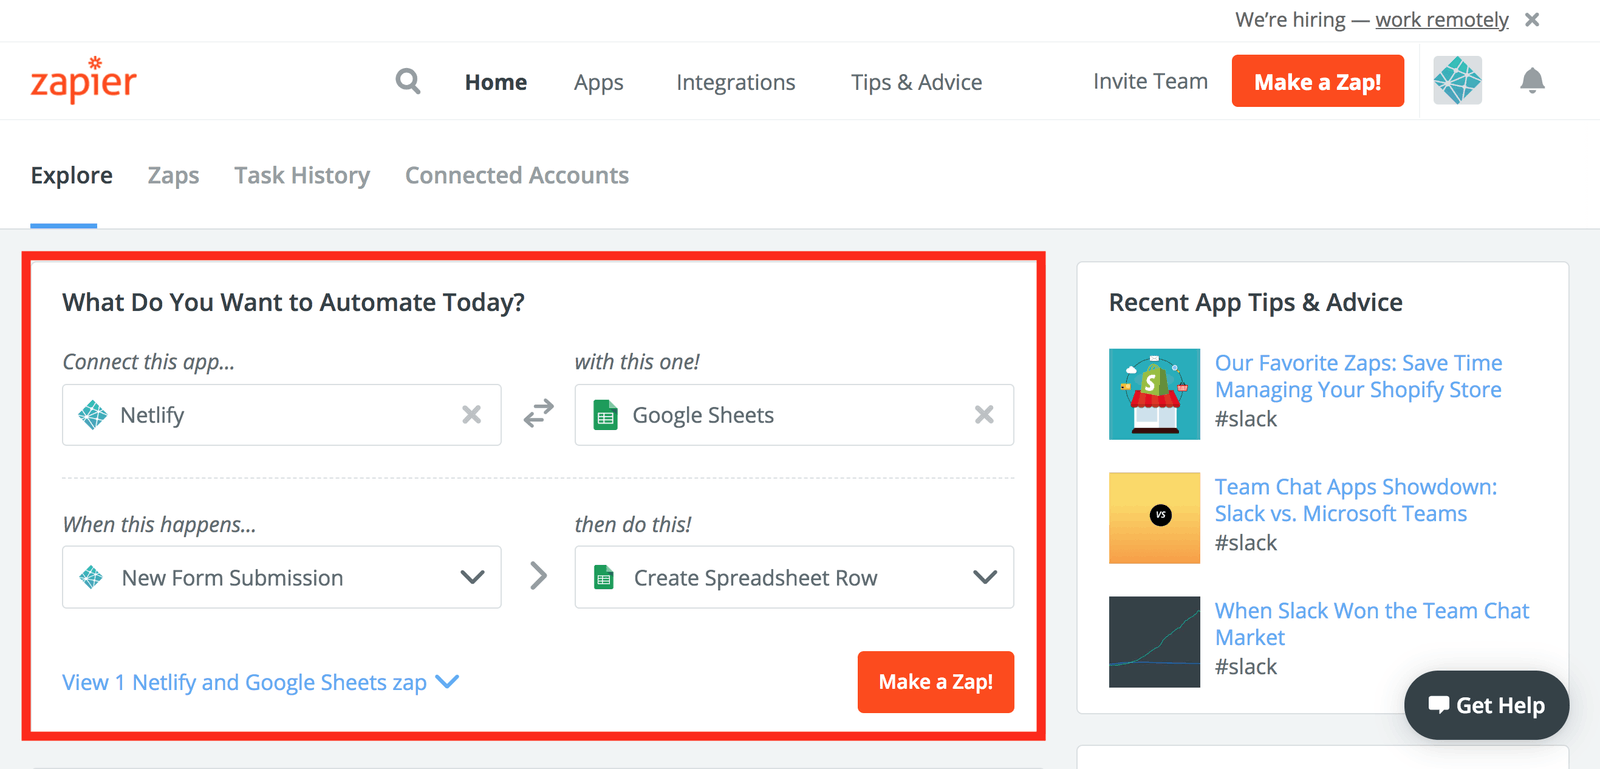 We're hiring — work remotely
zapier
Home Apps Integrations Tips & Advice Invite Team Make a Zap!
Explore Zaps Task History Connected Accounts
What Do You Want to Automate Today?
Connect this app...
with this one!
Netlify
Google Sheets
When this happens...
then do this!
New Form Submission
Create Spreadsheet Row
View 1 Netlify and Google Sheets zap
Make a Zap!
Recent App Tips & Advice
S
Our Favorite Zaps: Save Time
Managing Your Shopify Store
#slack
VS
Team Chat Apps Showdown:
Slack vs. Microsoft Teams
#slack
When Slack Won the Team Chat
Market
#slack
Get Help